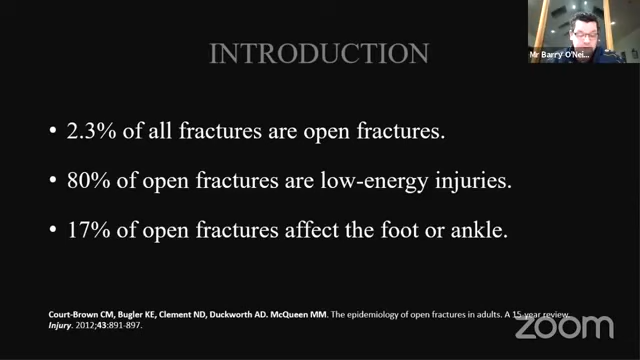 Mr Barry O'Nei...
INTRODUCTION
• 2.3% of all fractures are open fractures.
• 80% of open fractures are low-energy injuries.
• 17% of open fractures affect the foot or ankle.
Court-Brown CM, Bugler KE, Clement ND, Duckworth AD. McQueen MM. The epidemiology of open fractures in adults. A 15-year review.
Injury. 2012;43:891-897.
zoom